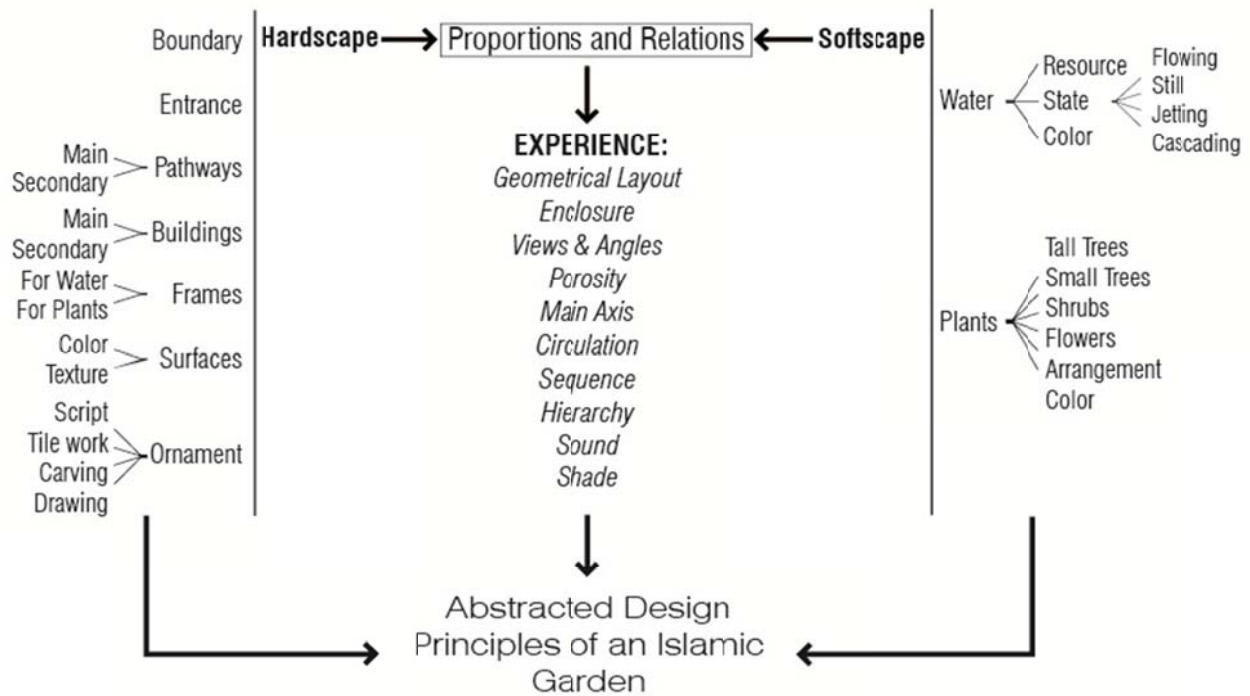 Boundary
Hardscape
Proportions and Relations
Softscape
Entrance
Main
Secondary
Pathways
Main
Secondary
Buildings
For Water
For Plants
Frames
Color
Texture
Surfaces
Script
Tile work
Carving
Drawing
Ornament
EXPERIENCE:
Geometrical Layout
Enclosure
Views & Angles
Porosity
Main Axis
Circulation
Sequence
Hierarchy
Sound
Shade
Water
Resource
State
Color
Flowing
Still
Jetting
Cascading
Plants
Tall Trees
Small Trees
Shrubs
Flowers
Arrangement
Color
Abstracted Design
Principles of an Islamic
Garden